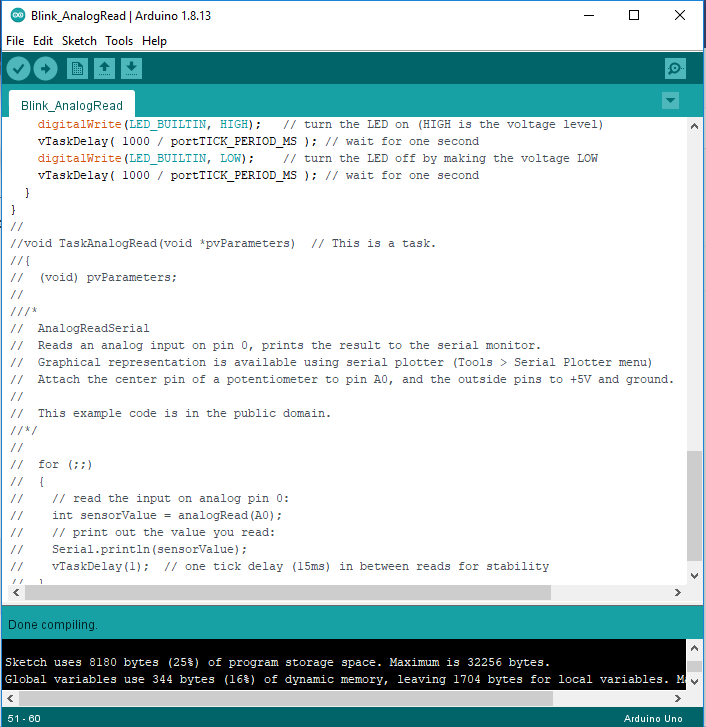 Blink_AnalogRead | Arduino 1.8.13
File Edit Sketch Tools Help
Blink_AnalogRead
    digitalWrite(LED_BUILTIN, HIGH);   // turn the LED on (HIGH is the voltage level)
    vTaskDelay( 1000 / portTICK_PERIOD_MS ); // wait for one second
    digitalWrite(LED_BUILTIN, LOW);    // turn the LED off by making the voltage LOW
    vTaskDelay( 1000 / portTICK_PERIOD_MS ); // wait for one second
  }
}
//
//void TaskAnalogRead(void *pvParameters)  // This is a task.
//{
//  (void) pvParameters;
//
///*
//  AnalogReadSerial
//  Reads an analog input on pin 0, prints the result to the serial monitor.
//  Graphical representation is available using serial plotter (Tools > Serial Plotter menu)
//  Attach the center pin of a potentiometer to pin A0, and the outside pins to +5V and ground.
//
//  This example code is in the public domain.
//*/
//
//  for (;;)
//  {
//    // read the input on analog pin 0:
//    int sensorValue = analogRead(A0);
//    // print out the value you read:
//    Serial.println(sensorValue);
//    vTaskDelay(1);  // one tick delay (15ms) in between reads for stability
//  }
Done compiling.
Sketch uses 8180 bytes (25%) of program storage space. Maximum is 32256 bytes.
Global variables use 344 bytes (16%) of dynamic memory, leaving 1704 bytes for local variables.
51 - 60
Arduino Uno